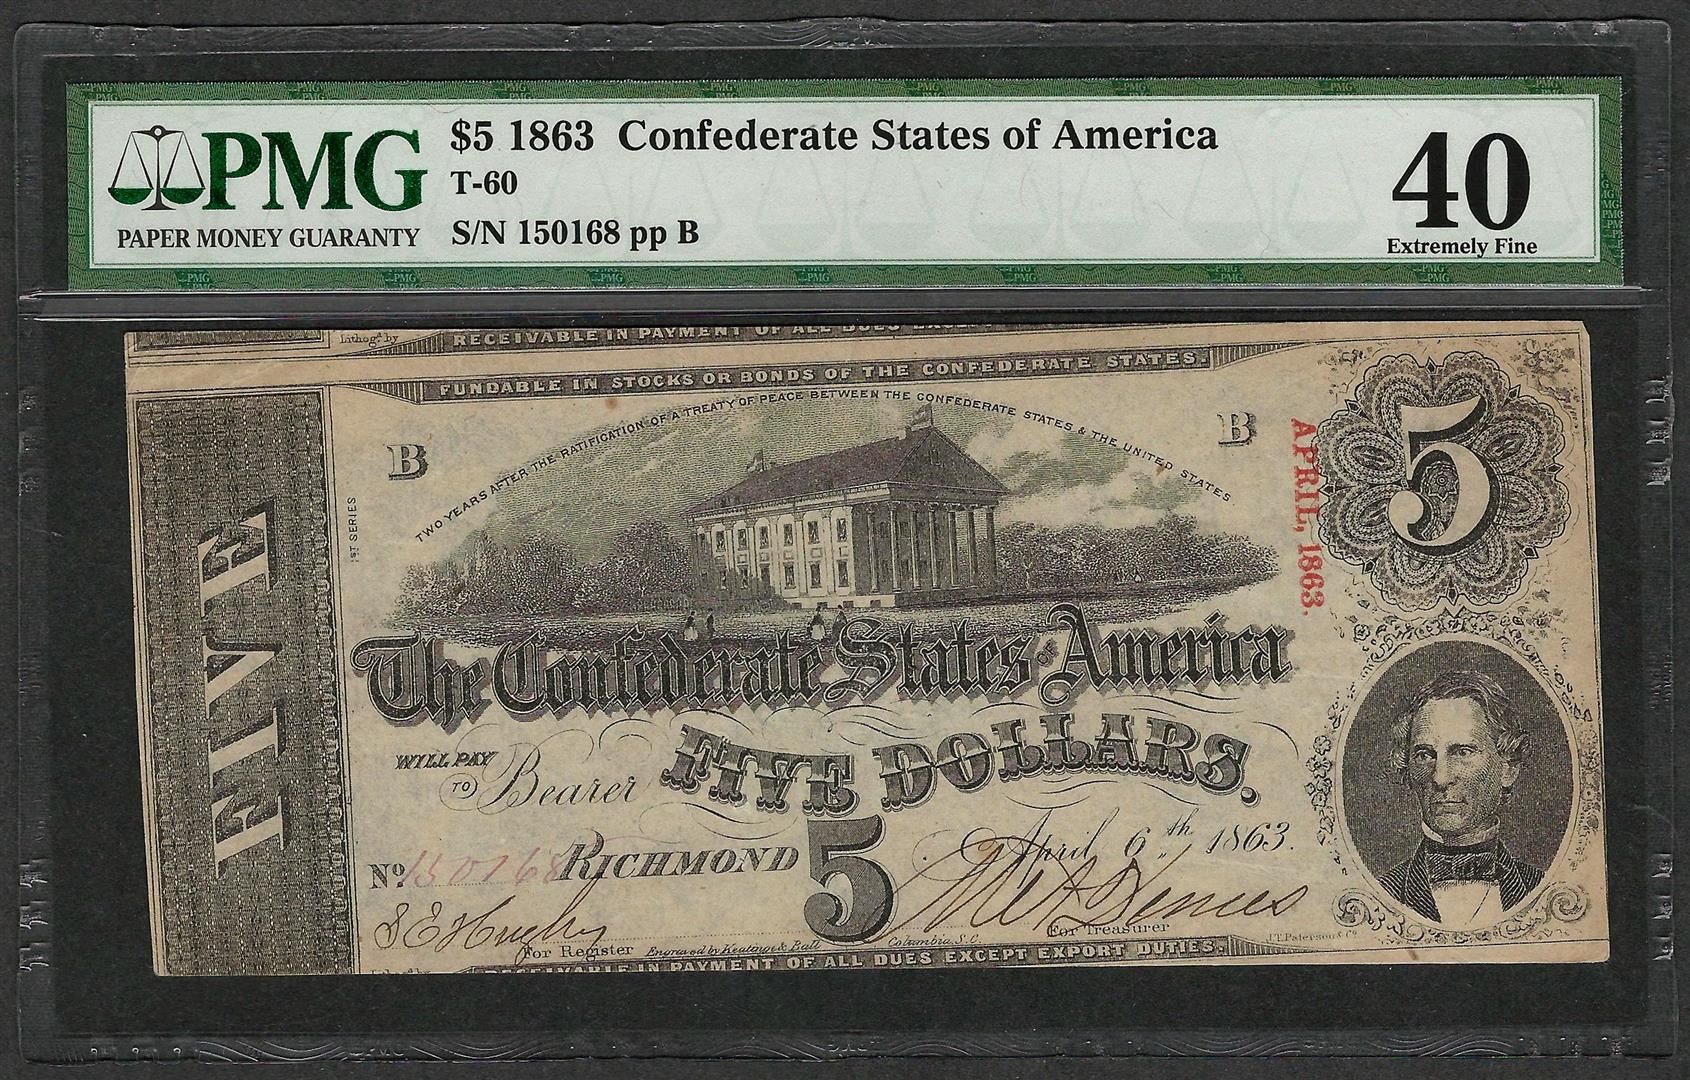 PMG
PAPER MONEY GUARANTY
$5 1863 Confederate States of America
T-60
S/N 150168 pp B
40
Extremely Fine
Lithogd by
RECEIVABLE IN PAYMENT OF ALL DUES
FUNDABLE IN STOCKS OR BONDS OF THE CONFEDERATE STATES.
TWO YEARS AFTER THE RATIFICATION OF A TREATY OF PEACE BETWEEN THE CONFEDERATE STATES & THE UNITED STATES
B
B
5
APRIL, 1863.
1ST SERIES
FIVE
The Confederate States OF America
WILL PAY TO Bearer FIVE DOLLARS.
No. 150168 RICHMOND 5 April 6th 1863.
For Register
Engraved by Keatinge & Ball
Columbia, S.C.
For Treasurer
J.T. Paterson & Co
RECEIVABLE IN PAYMENT OF ALL DUES EXCEPT EXPORT DUTIES.